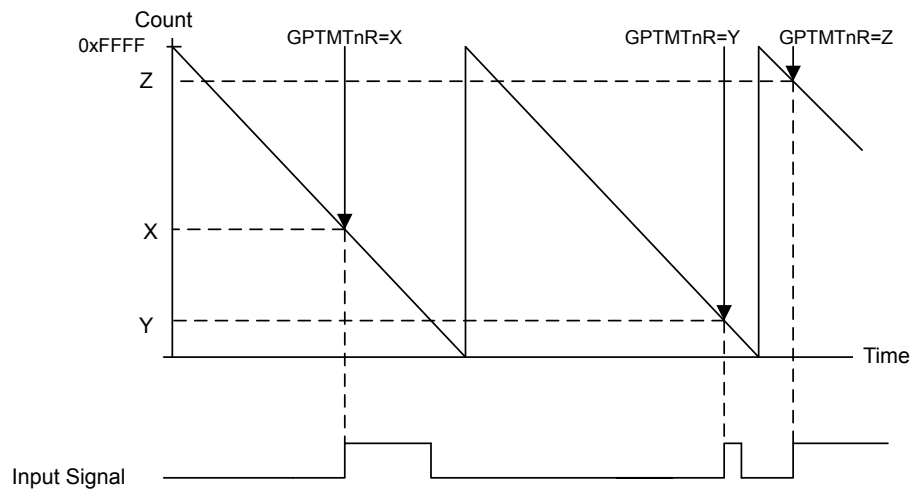 Count
0xFFFF
GPTMTnR=X
GPTMTnR=Y
GPTMTnR=Z
Z
X
Y
Time
Input Signal